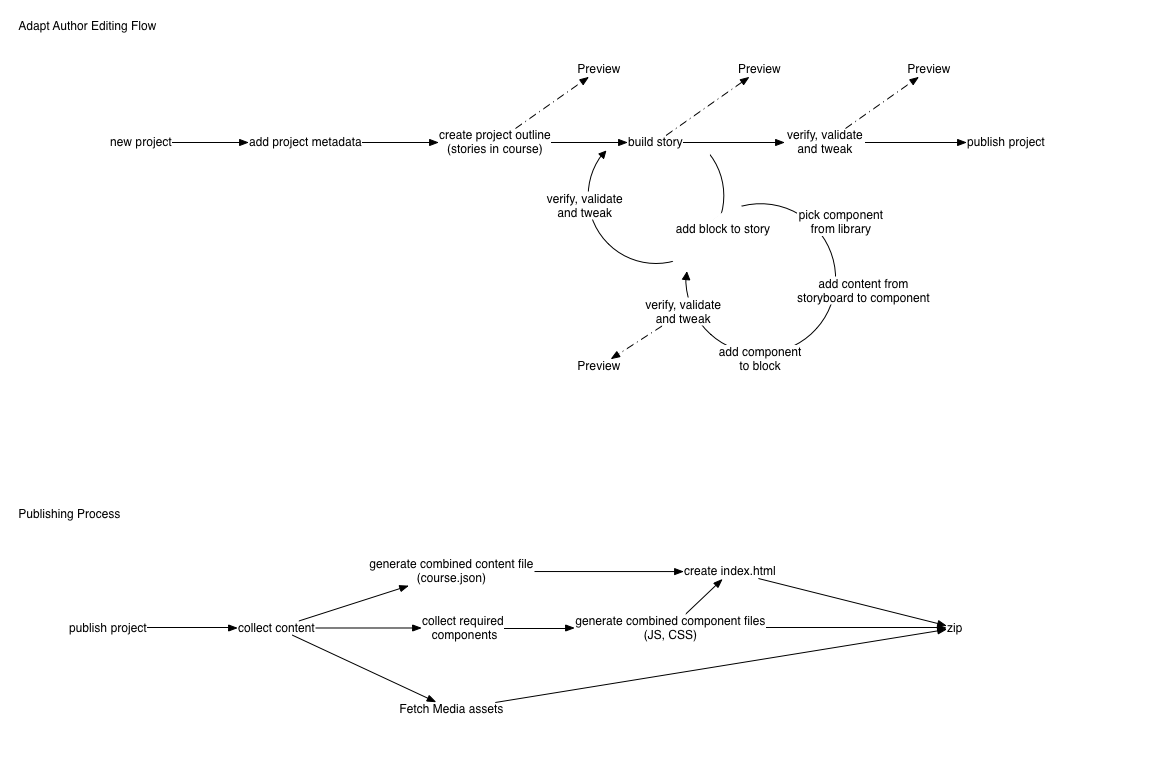 Adapt Author Editing Flow
Preview
Preview
Preview
new project
add project metadata
create project outline
(stories in course)
build story
verify, validate
and tweak
publish project
verify, validate
and tweak
add block to story
pick component
from library
add content from
storyboard to component
verify, validate
and tweak
add component
to block
Preview
Publishing Process
generate combined content file
(course.json)
create index.html
publish project
collect content
collect required
components
generate combined component files
(JS, CSS)
zip
Fetch Media assets